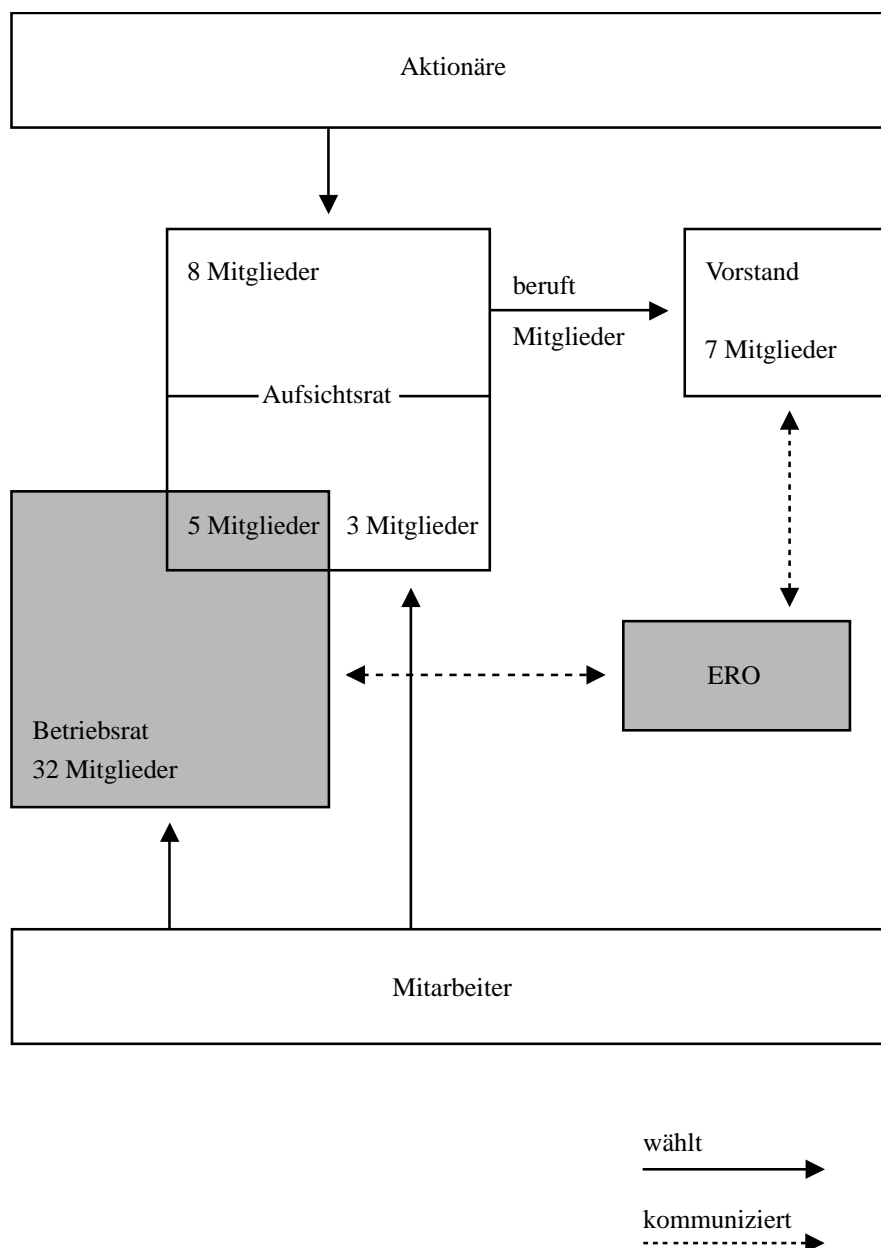 Aktionäre
8 Mitglieder
beruft
Mitglieder
Vorstand
7 Mitglieder
Aufsichtsrat
5 Mitglieder
3 Mitglieder
ERO
Betriebsrat
32 Mitglieder
Mitarbeiter
wählt
kommuniziert